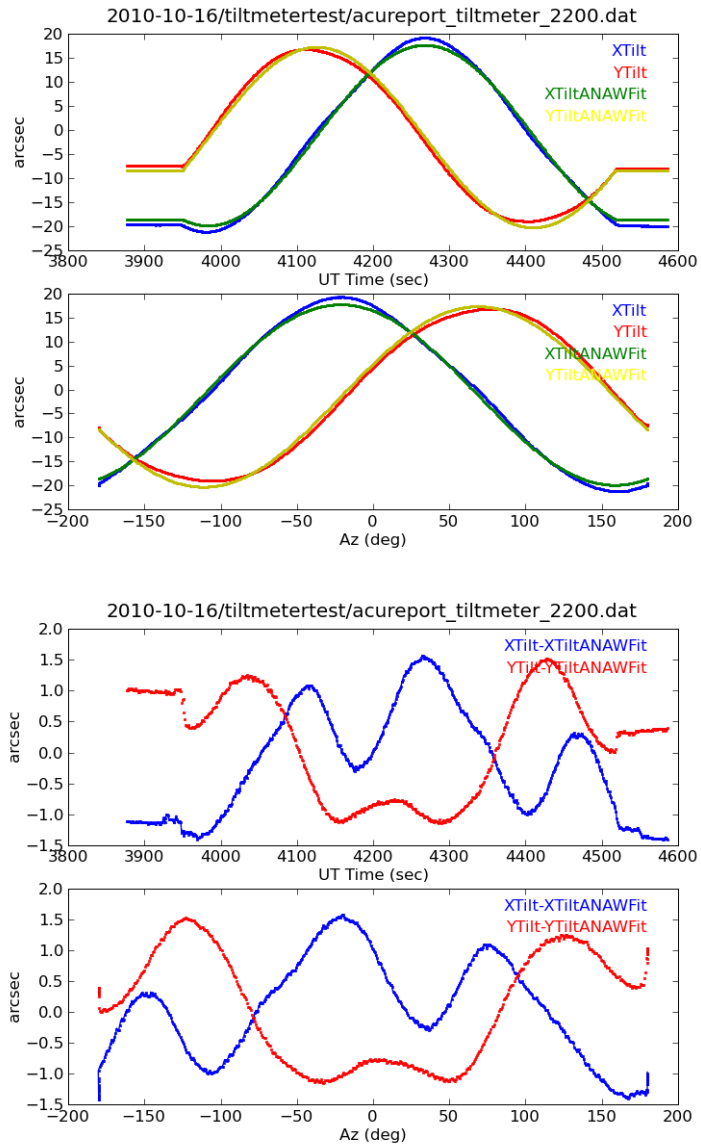 2010-10-16/tiltmetertest/acureport_tiltmeter_2200.dat
20
15
10
5
0
−5
−10
−15
−20
−25
arcsec
XTilt
YTilt
XTiltANAWFit
YTiltANAWFit
3800 3900 4000 4100 4200 4300 4400 4500 4600
UT Time (sec)
20
15
10
5
0
−5
−10
−15
−20
−25
arcsec
XTilt
YTilt
XTiltANAWFit
YTiltANAWFit
−200 −150 −100 −50 0 50 100 150 200
Az (deg)
2010-10-16/tiltmetertest/acureport_tiltmeter_2200.dat
2.0
1.5
1.0
0.5
0.0
−0.5
−1.0
−1.5
arcsec
XTilt-XTiltANAWFit
YTilt-YTiltANAWFit
3800 3900 4000 4100 4200 4300 4400 4500 4600
UT Time (sec)
2.0
1.5
1.0
0.5
0.0
−0.5
−1.0
−1.5
arcsec
XTilt-XTiltANAWFit
YTilt-YTiltANAWFit
−200 −150 −100 −50 0 50 100 150 200
Az (deg)